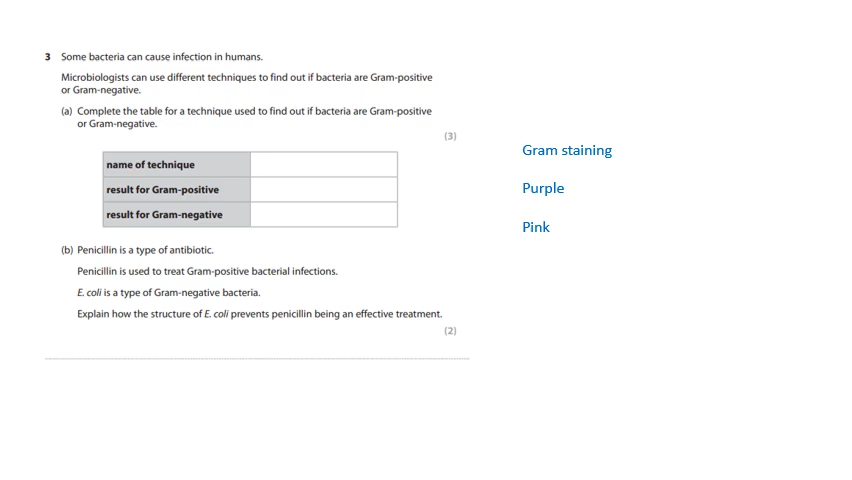 3 Some bacteria can cause infection in humans.
Microbiologists can use different techniques to find out if bacteria are Gram-positive
or Gram-negative.
(a) Complete the table for a technique used to find out if bacteria are Gram-positive
or Gram-negative.
(3)
name of technique
result for Gram-positive
result for Gram-negative
(b) Penicillin is a type of antibiotic.
Penicillin is used to treat Gram-positive bacterial infections.
E. coli is a type of Gram-negative bacteria.
Explain how the structure of E. coli prevents penicillin being an effective treatment.
(2)
Gram staining
Purple
Pink